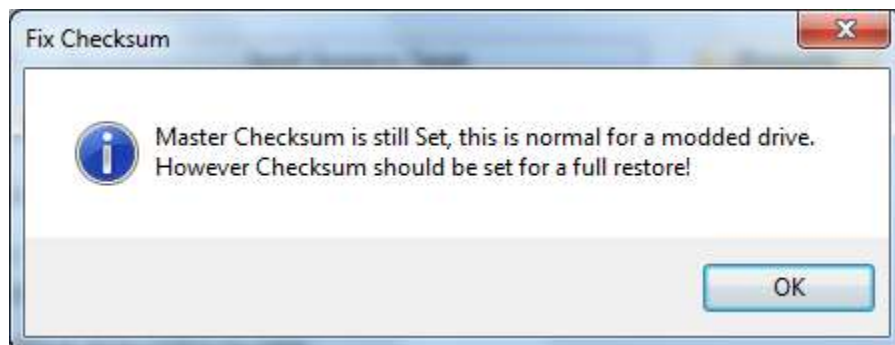 Fix Checksum
Master Checksum is still Set, this is normal for a modded drive.
However Checksum should be set for a full restore!
OK